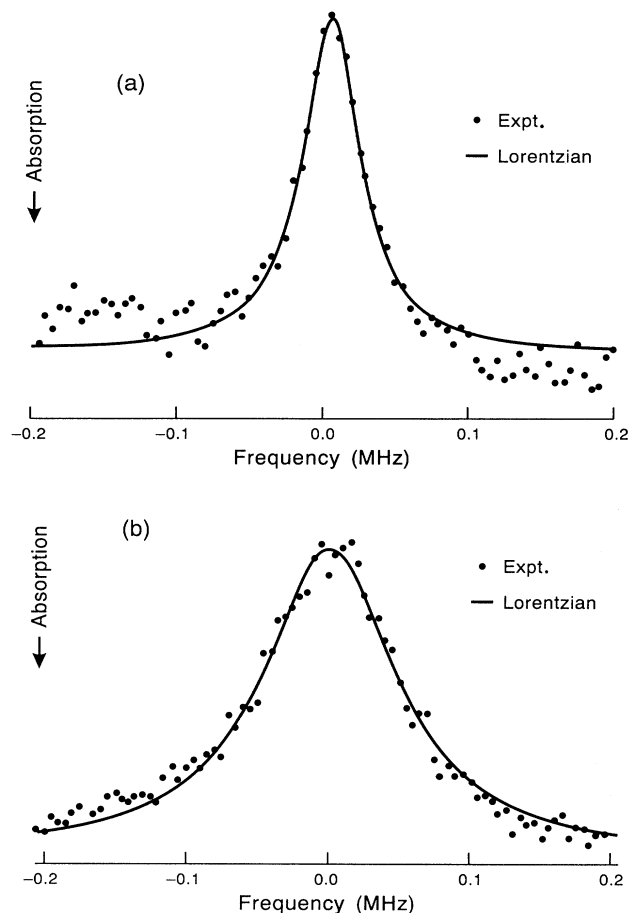 (a)
Absorption
Expt.
Lorentzian
−0.2 −0.1 0.0 0.1 0.2
Frequency (MHz)
(b)
Absorption
Expt.
Lorentzian
−0.2 −0.1 0.0 0.1 0.2
Frequency (MHz)